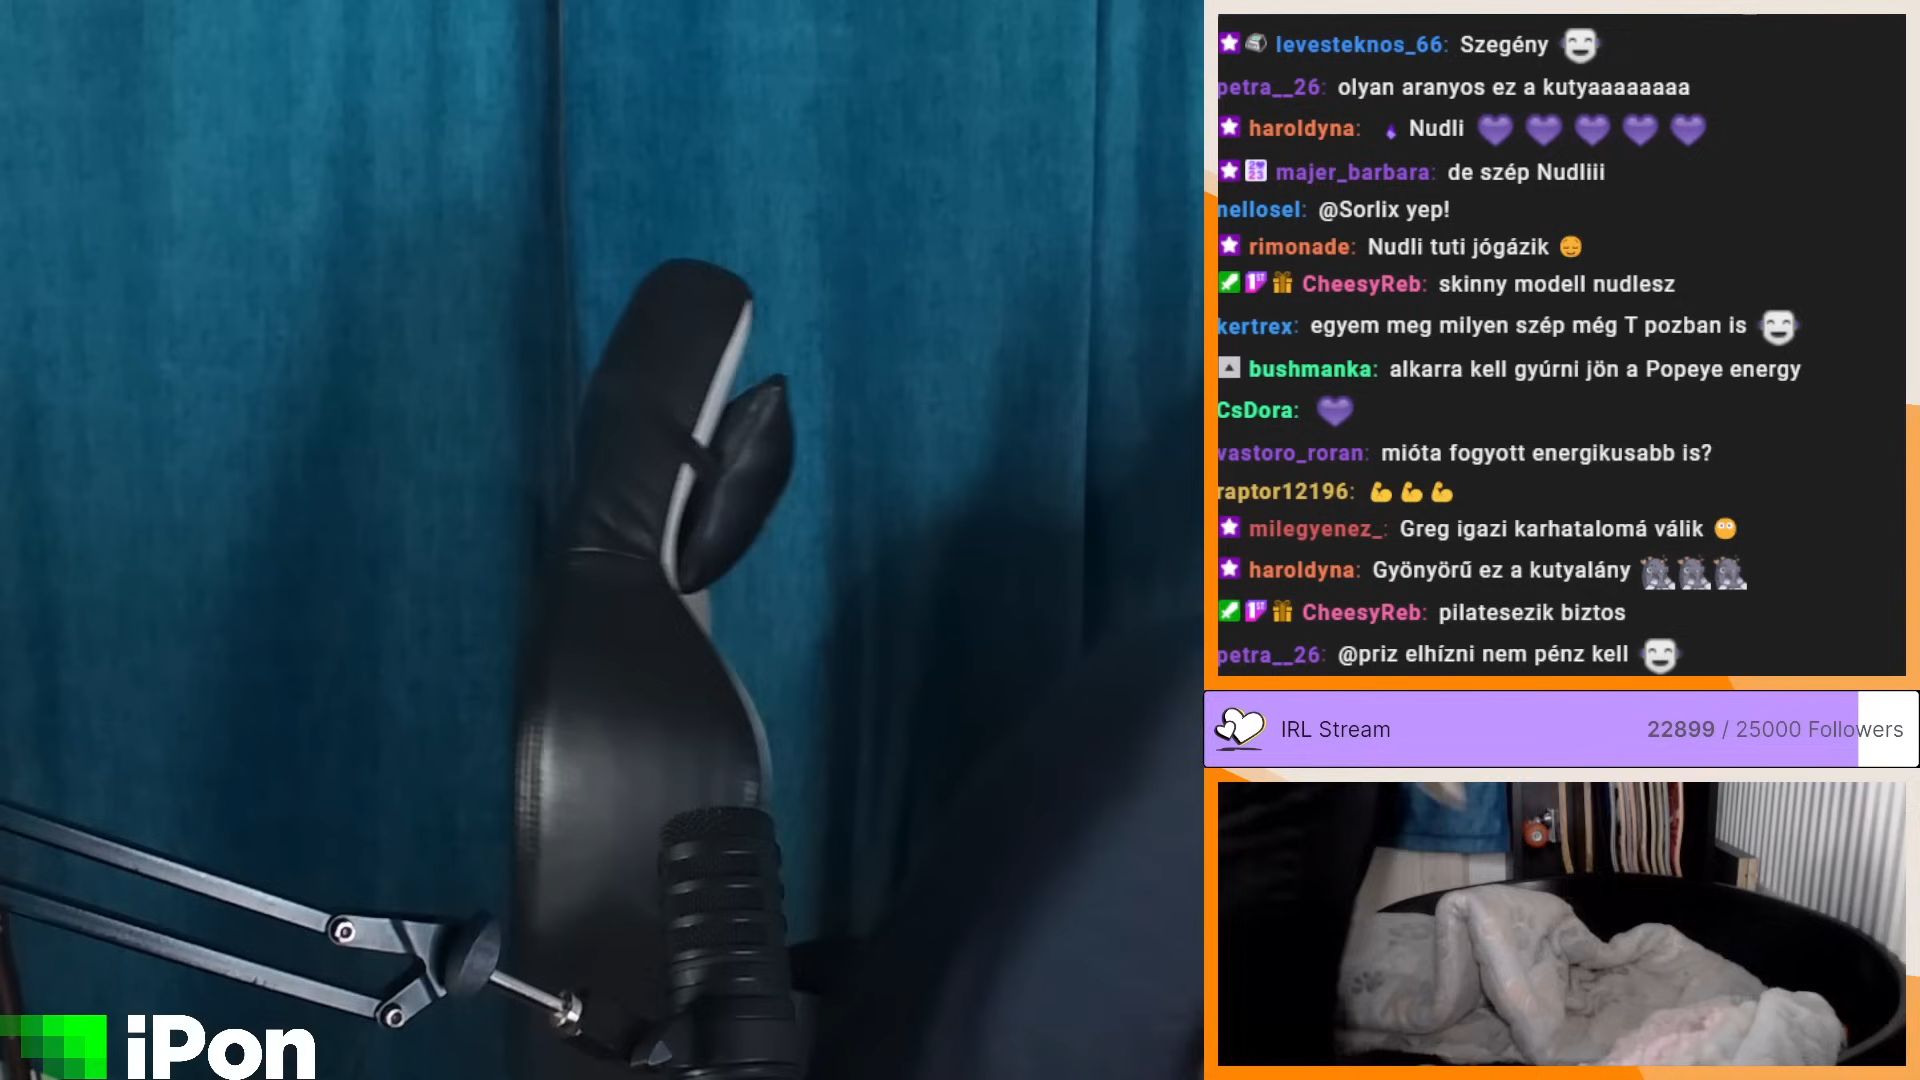 levesteknos_66: Szegény
petra__26: olyan aranyos ez a kutyaaaaaaaa
haroldyna: Nudli
majer_barbara: de szép Nudliii
nellosel: @Sorlix yep!
rimonade: Nudli tuti jógázik
CheesyReb: skinny modell nudlesz
kertrex: egyem meg milyen szép még T pozban is
bushmanka: alkarra kell gyúrni jön a Popeye energy
CsDora:
vastoro_roran: mióta fogyott energikusabb is?
raptor12196:
milegyenez_: Greg igazi karhatalomá válik
haroldyna: Gyönyörű ez a kutyalány
CheesyReb: pilatesezik biztos
petra__26: @priz elhízni nem pénz kell
IRL Stream 22899 / 25000 Followers
iPon